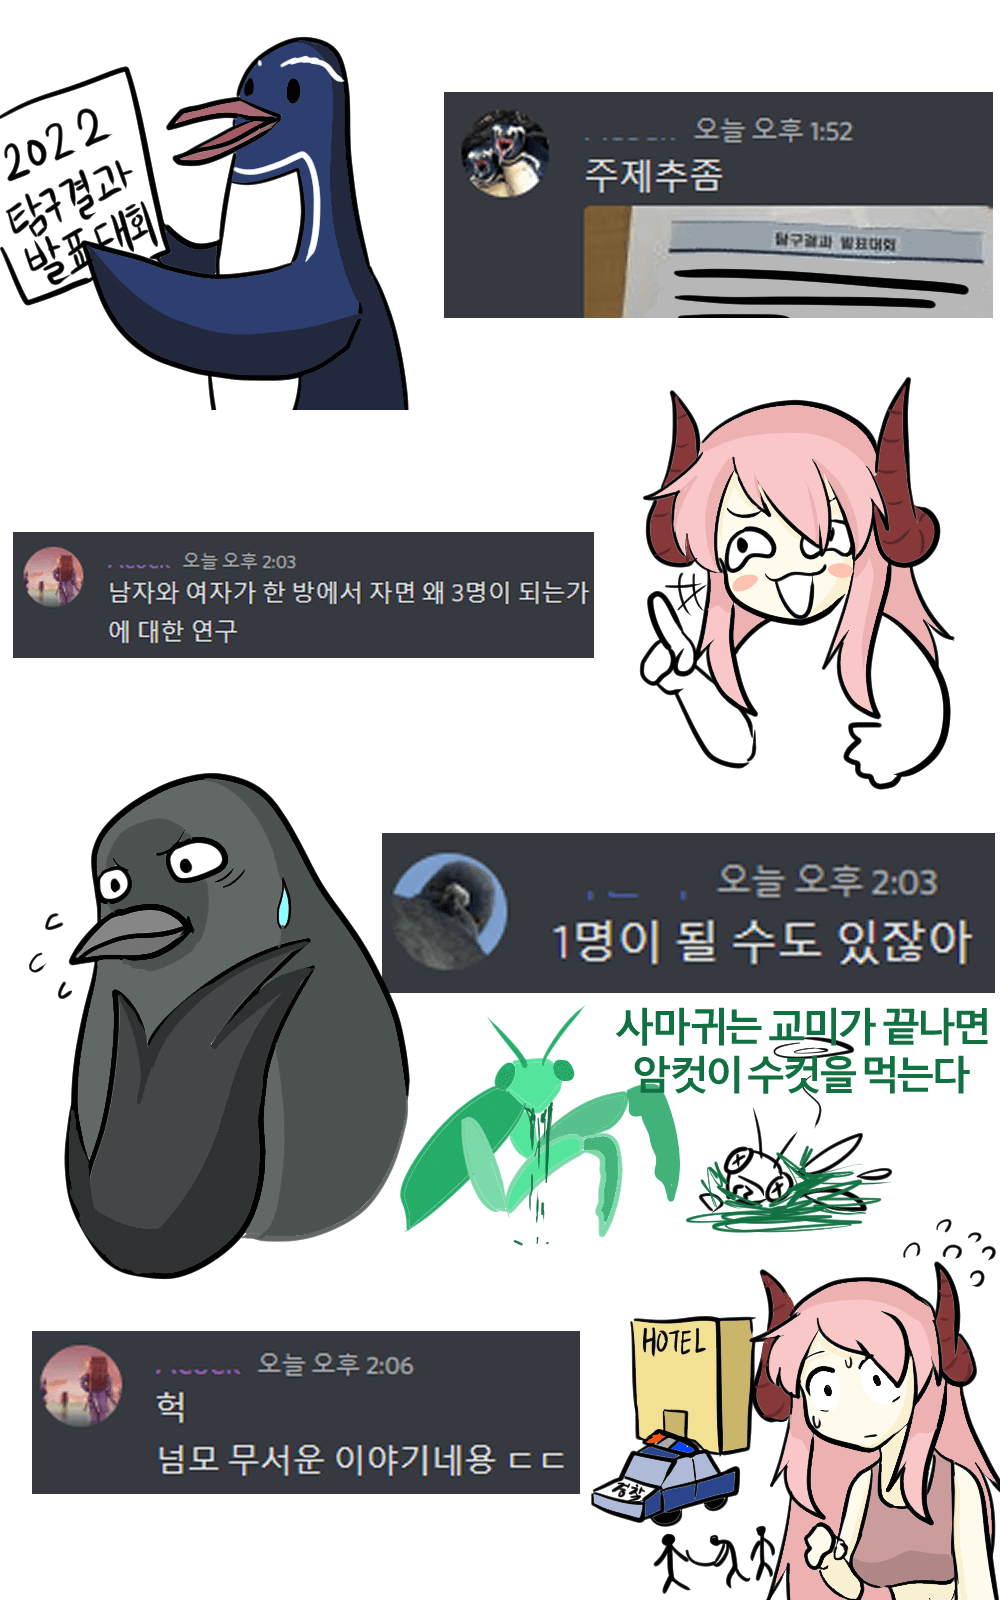 2022
탐구결과
발표대회
오늘 오후 1:52
주제추좀
탐구결과 발표대회
오늘 오후 2:03
남자와 여자가 한 방에서 자면 왜 3명이 되는가
에 대한 연구
오늘 오후 2:03
1명이 될 수도 있잖아
사마귀는 교미가 끝나면
암컷이 수컷을 먹는다
오늘 오후 2:06
헉
넘모 무서운 이야기네용 ㄷㄷ
HOTEL
경찰